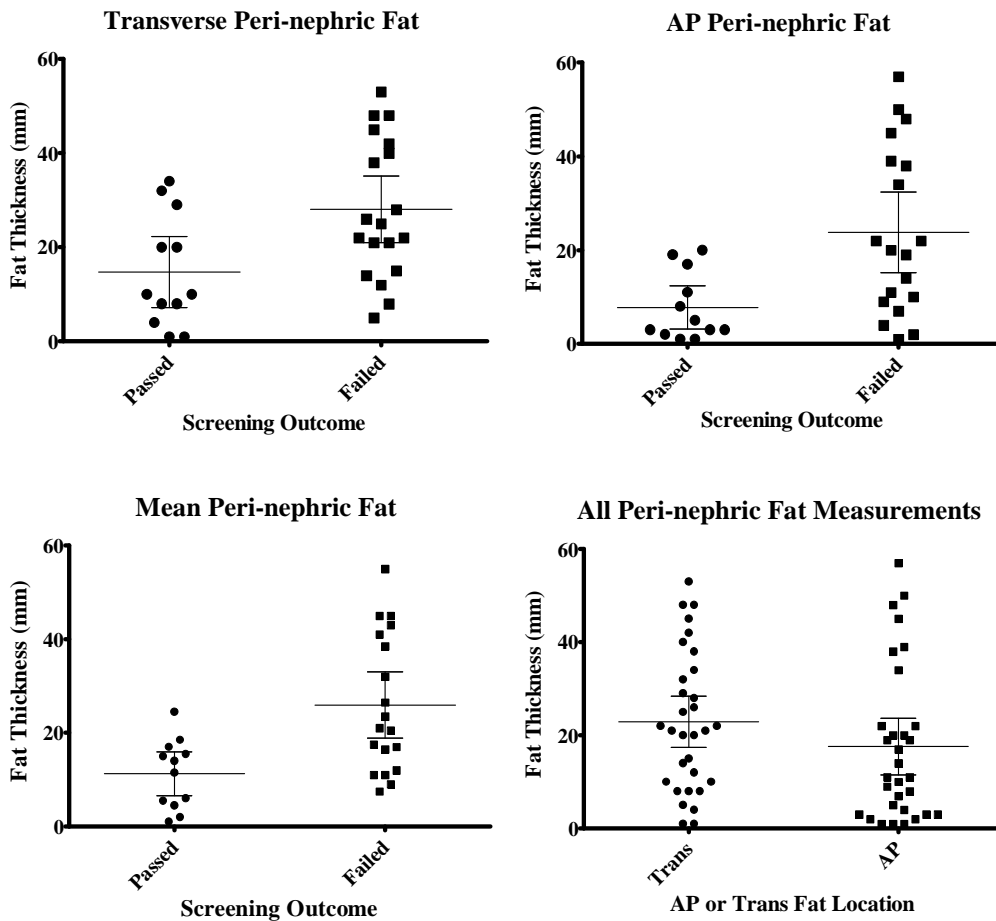 Transverse Peri-nephric Fat
60
40
20
0
Fat Thickness (mm)
Passed
Failed
Screening Outcome
AP Peri-nephric Fat
60
40
20
0
Fat Thickness (mm)
Passed
Failed
Screening Outcome
Mean Peri-nephric Fat
60
40
20
0
Fat Thickness (mm)
Passed
Failed
Screening Outcome
All Peri-nephric Fat Measurements
60
40
20
0
Fat Thickness (mm)
Trans
AP
AP or Trans Fat Location